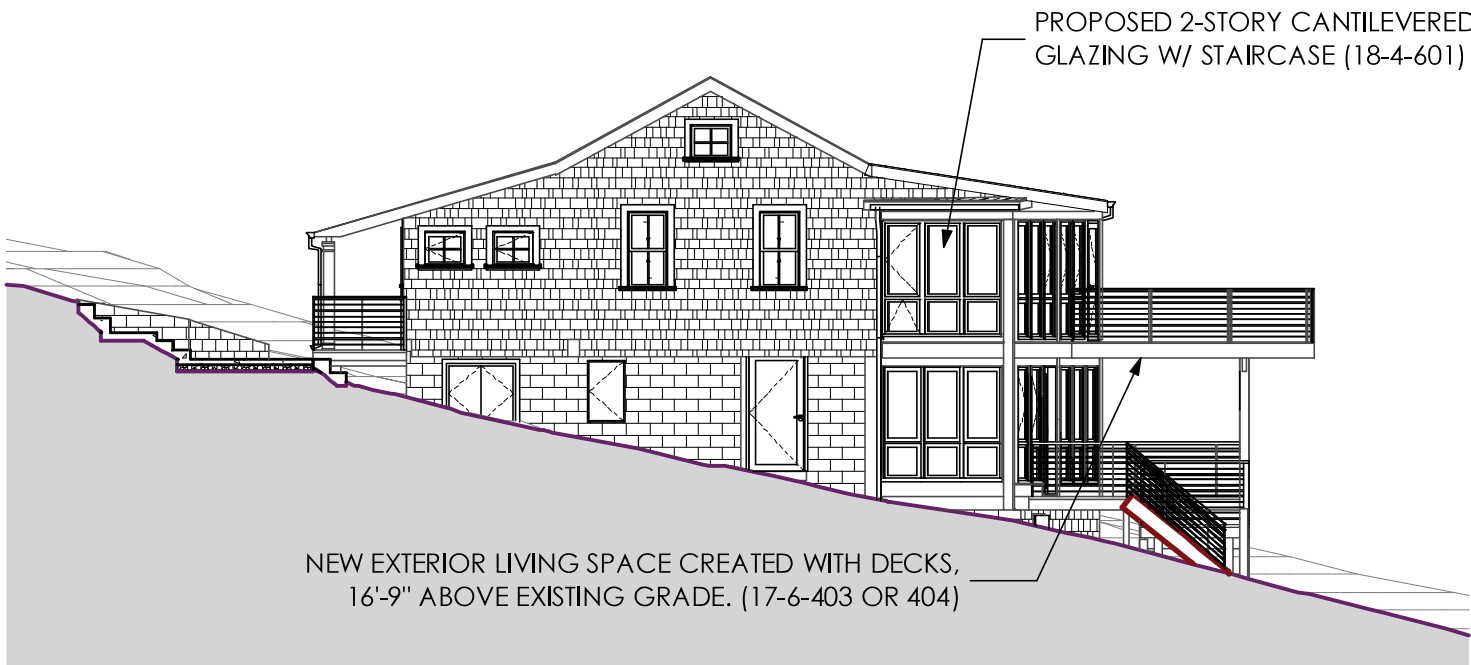 PROPOSED 2-STORY CANTILEVERED
GLAZING W/ STAIRCASE (18-4-601)
NEW EXTERIOR LIVING SPACE CREATED WITH DECKS,
16'-9" ABOVE EXISTING GRADE. (17-6-403 OR 404)